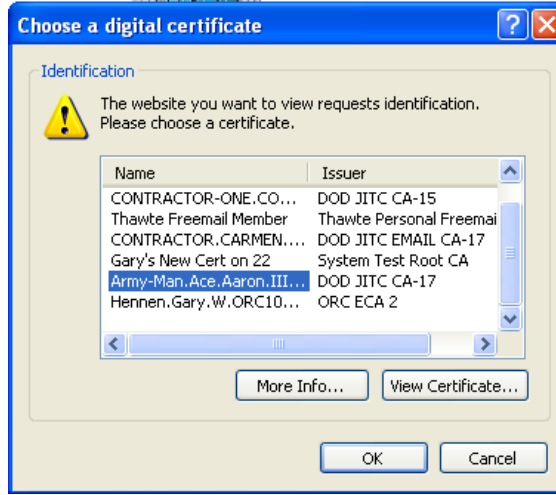 Choose a digital certificate
Identification
The website you want to view requests identification.
Please choose a certificate.
Name Issuer
CONTRACTOR-ONE.CO... DOD JITC CA-15
Thawte Freemail Member Thawte Personal Freemai
CONTRACTOR.CARMEN.... DOD JITC EMAIL CA-17
Gary's New Cert on 22 System Test Root CA
Army-Man.Ace.Aaron.III... DOD JITC CA-17
Hennen.Gary.W.ORC10... ORC ECA 2
More Info... View Certificate...
OK Cancel